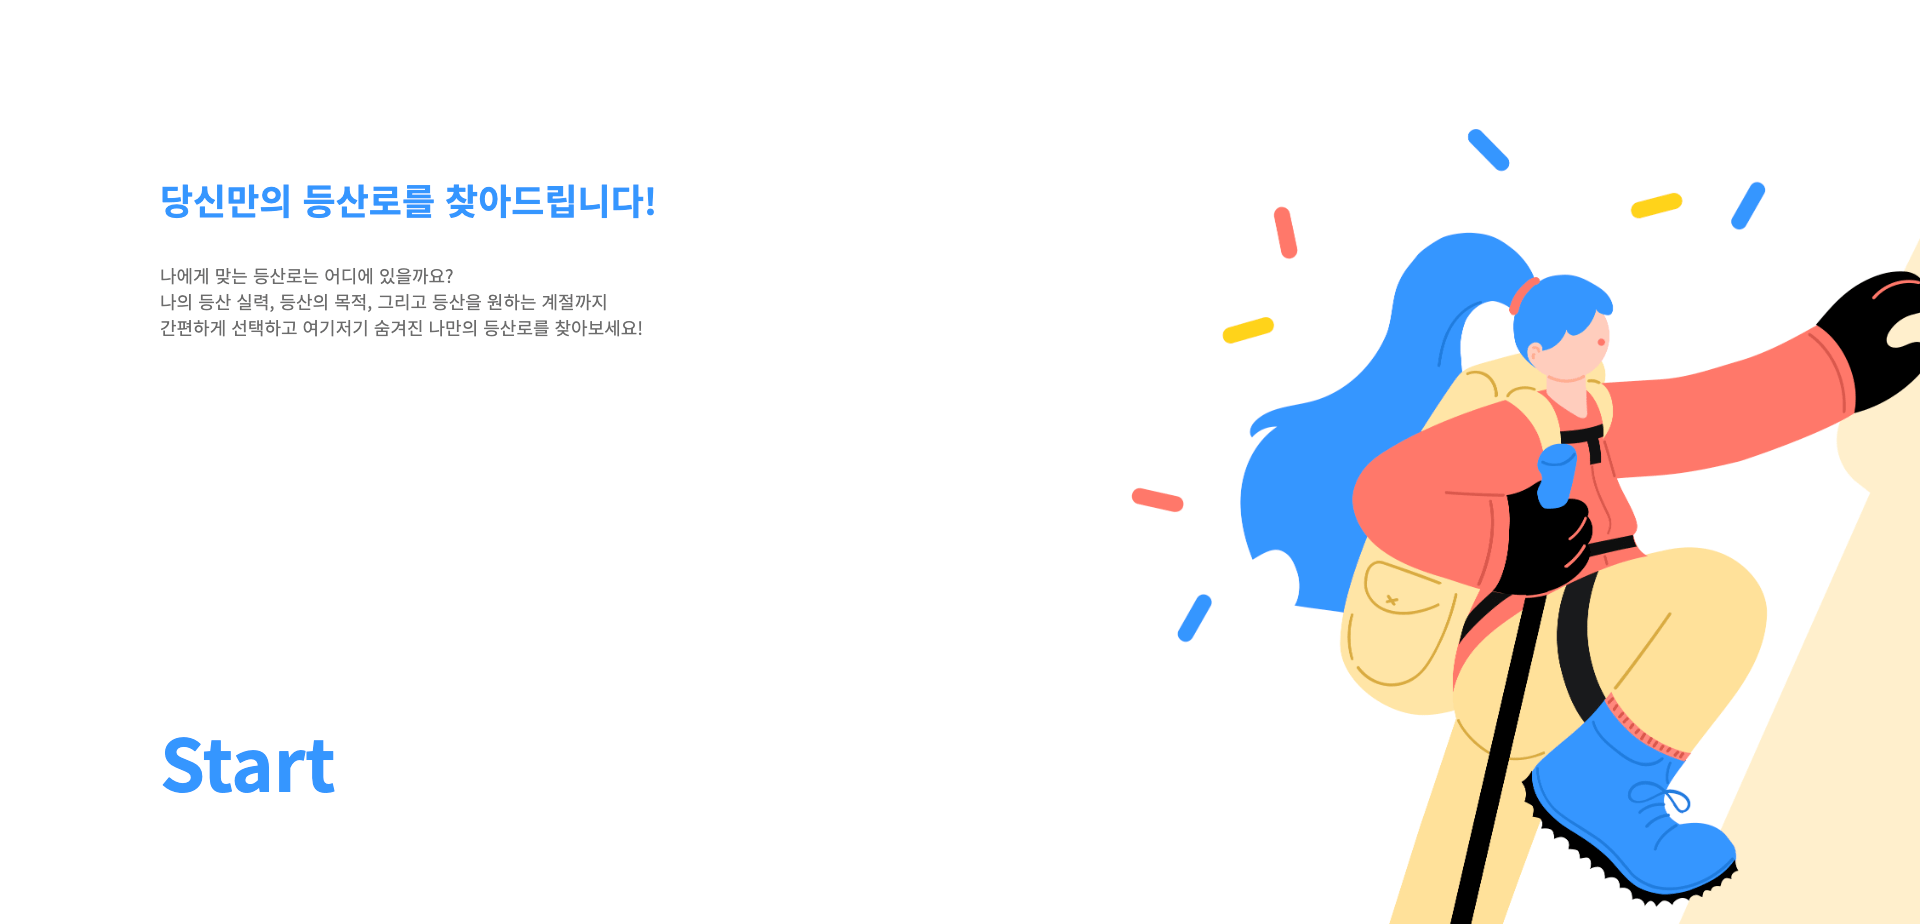 당신만의 등산로를 찾아드립니다!
나에게 맞는 등산로는 어디에 있을까요?
나의 등산 실력, 등산의 목적, 그리고 등산을 원하는 계절까지
간편하게 선택하고 여기저기 숨겨진 나만의 등산로를 찾아보세요!
Start